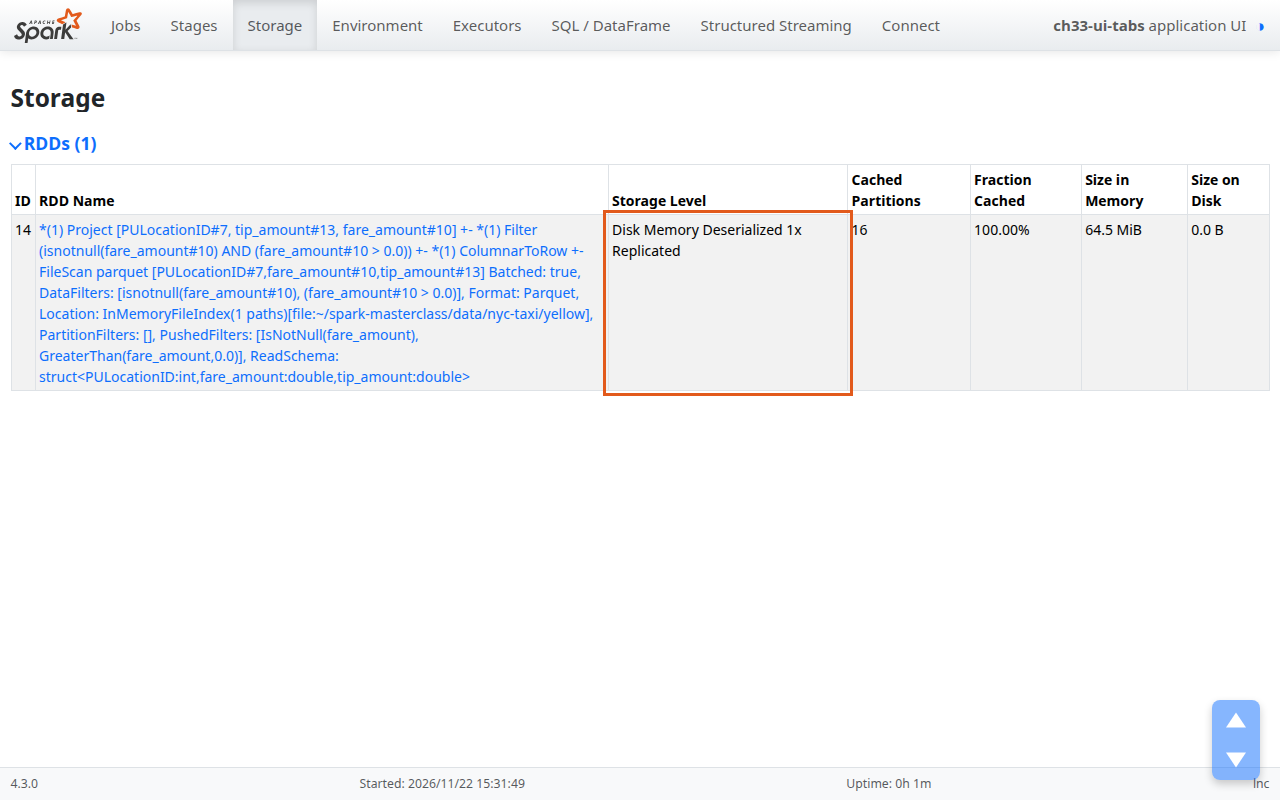 APACHE Spark Jobs Stages Storage Environment Executors SQL / DataFrame Structured Streaming Connect ch33-ui-tabs application UI
Storage
RDDs (1)
ID RDD Name Storage Level Cached Partitions Fraction Cached Size in Memory Size on Disk
14 *(1) Project [PULocationID#7, tip_amount#13, fare_amount#10] +- *(1) Filter
(isnotnull(fare_amount#10) AND (fare_amount#10 > 0.0)) +- *(1) ColumnarToRow +-
FileScan parquet [PULocationID#7,fare_amount#10,tip_amount#13] Batched: true,
DataFilters: [isnotnull(fare_amount#10), (fare_amount#10 > 0.0)], Format: Parquet,
Location: InMemoryFileIndex(1 paths)[file:~/spark-masterclass/data/nyc-taxi/yellow],
PartitionFilters: [], PushedFilters: [IsNotNull(fare_amount),
GreaterThan(fare_amount,0.0)], ReadSchema:
struct<PULocationID:int,fare_amount:double,tip_amount:double>
Disk Memory Deserialized 1x
Replicated
16
100.00%
64.5 MiB
0.0 B
4.3.0 Started: 2026/11/22 15:31:49 Uptime: 0h 1m lnc